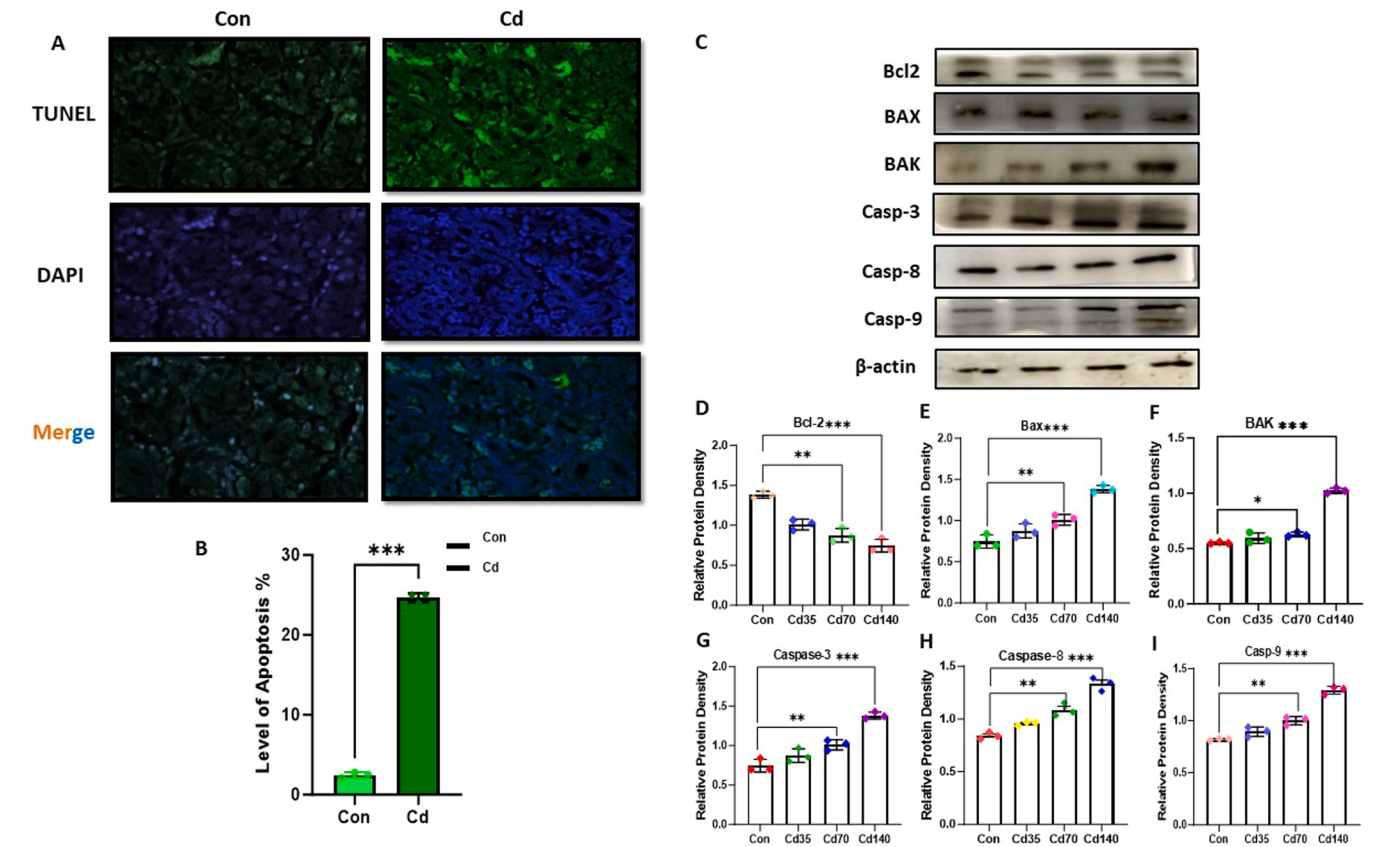 Con
Cd
A
TUNEL
DAPI
Merge
B
***
Con
Cd
Level of Apoptosis %
30
20
10
0
Con
Cd
C
Bcl2
BAX
BAK
Casp-3
Casp-8
Casp-9
β-actin
D
Bcl-2***
**
Relative Protein Density
2.0
1.5
1.0
0.5
0.0
Con Cd35 Cd70 Cd140
E
Bax***
**
Relative Protein Density
2.0
1.5
1.0
0.5
0.0
Con Cd35 Cd70 Cd140
F
BAK ***
*
Relative Protein Density
1.5
1.0
0.5
0.0
Con Cd35 Cd70 Cd140
G
Caspase-3 ***
**
Relative Protein Density
2.0
1.5
1.0
0.5
0.0
Con Cd35 Cd70 Cd140
H
Caspase-8 ***
**
Relative Protein Density
1.5
1.0
0.5
0.0
Con Cd35 Cd70 Cd140
I
Casp-9 ***
**
Relative Protein Density
1.5
1.0
0.5
0.0
Con Cd35 Cd70 Cd140